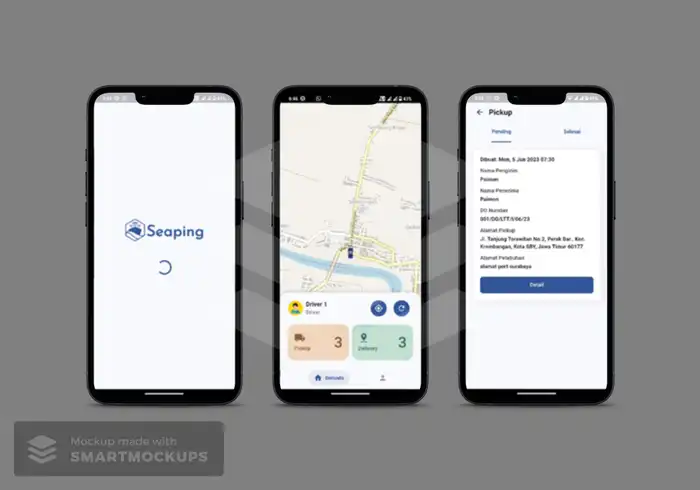 Seaping
Driver 1
Driver
Pickup
3
Delivery
3
Beranda
Pickup
Pending
Selesai
Dibuat: Mon, 5 Jun 2023 07:30
Nama Pengirim
Paimon
Nama Penerima
Paimon
DO Number
001/DO/LTT/I/06/23
Alamat Pickup
Jl. Tanjung Torawitan No.2, Perak Bar., Kec.
Krembangan, Kota SBY, Jawa Timur 60177
Alamat Pelabuhan
alamat port-surabaya
Detail
Mockup made with
SMARTMOCKUPS